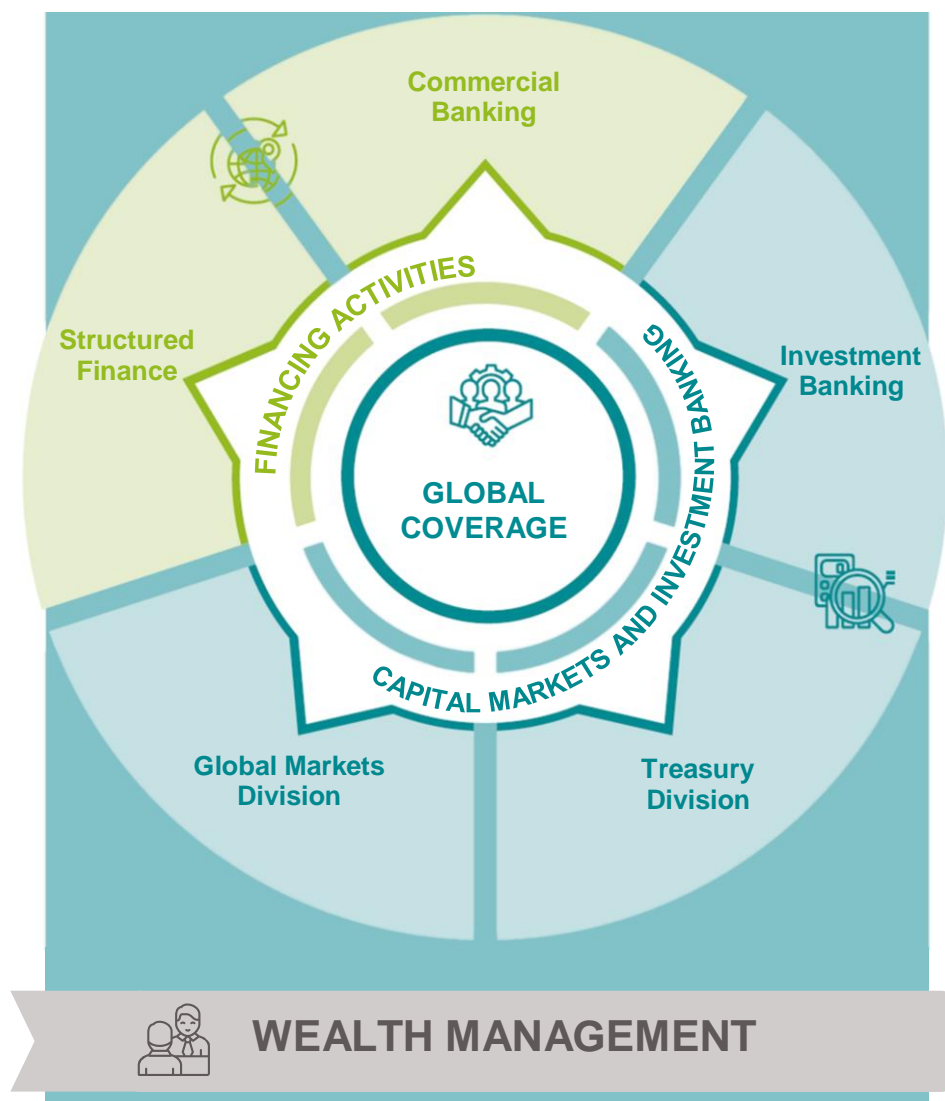 Commercial
Banking
FINANCING ACTIVITIES
Structured
Finance
Investment
Banking
GLOBAL
COVERAGE
CAPITAL MARKETS AND INVESTMENT BANKING
Global Markets
Division
Treasury
Division
WEALTH MANAGEMENT